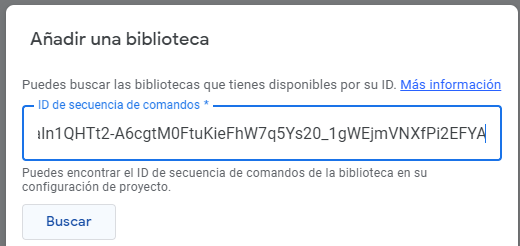 Añadir una biblioteca
Puedes buscar las bibliotecas que tienes disponibles por su ID. Más información
ID de secuencia de comandos *
In1QHTt2-A6cgtM0FtuKieFhW7q5Ys20_1gWEjmVNXfPi2EFYA
Puedes encontrar el ID de secuencia de comandos de la biblioteca en su
configuración de proyecto.
Buscar